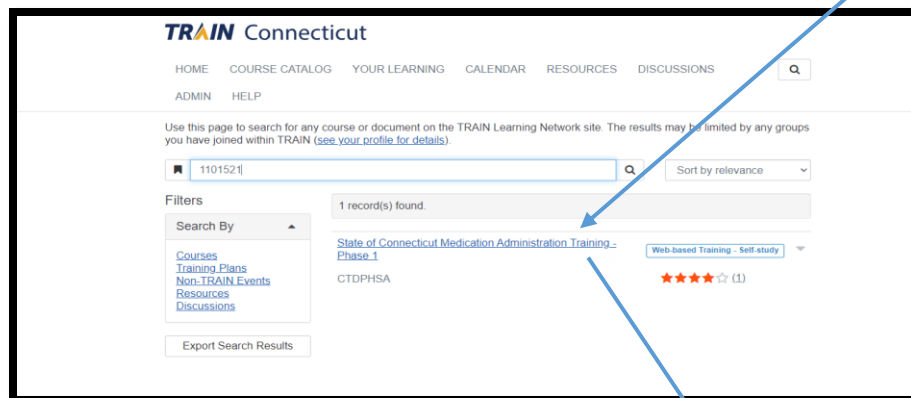 TRAIN Connecticut
HOME COURSE CATALOG YOUR LEARNING CALENDAR RESOURCES DISCUSSIONS
ADMIN HELP
Use this page to search for any course or document on the TRAIN Learning Network site. The results may be limited by any groups
you have joined within TRAIN (see your profile for details).
1101521
Sort by relevance
Filters
1 record(s) found.
Search By
Courses
Training Plans
Non-TRAIN Events
Resources
Discussions
State of Connecticut Medication Administration Training -
Phase 1
Web-based Training - Self-study
CTDPHSA
(1)
Export Search Results